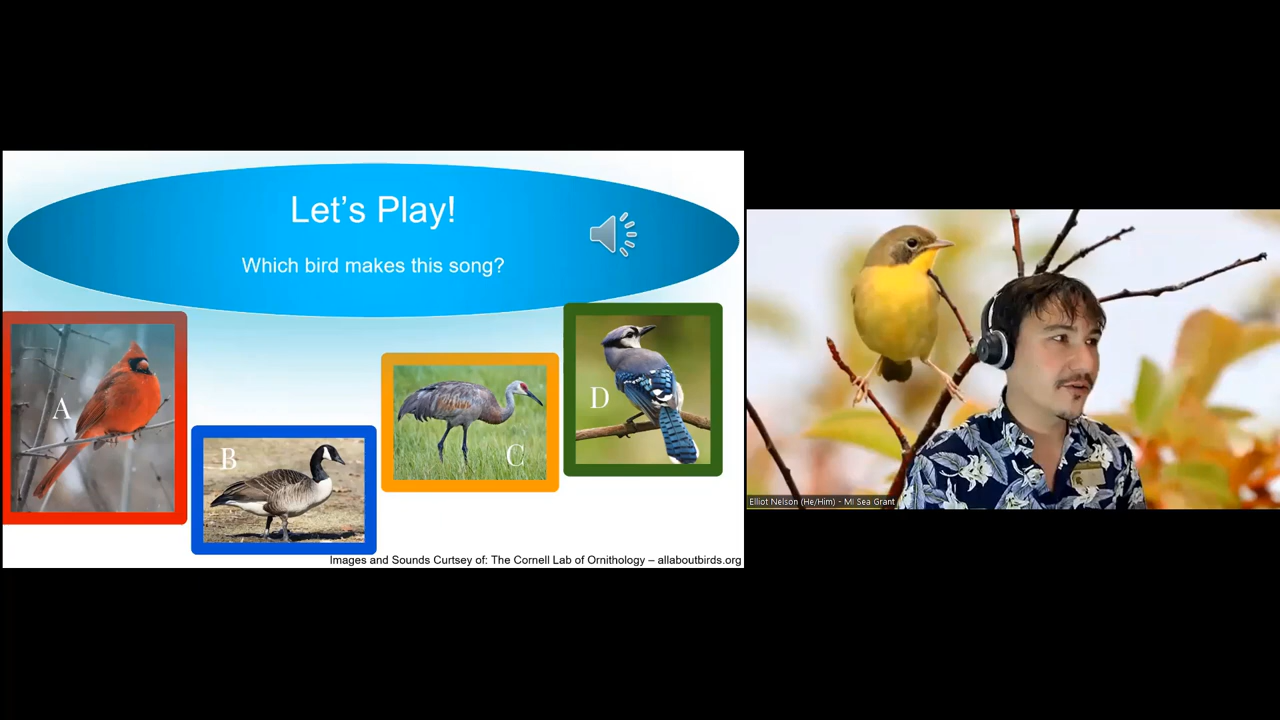 Let's Play!
Which bird makes this song?
A
B
C
D
Images and Sounds Curtsey of: The Cornell Lab of Ornithology – allaboutbirds.org
Elliot Nelson (He/Him) - MI Sea Grant